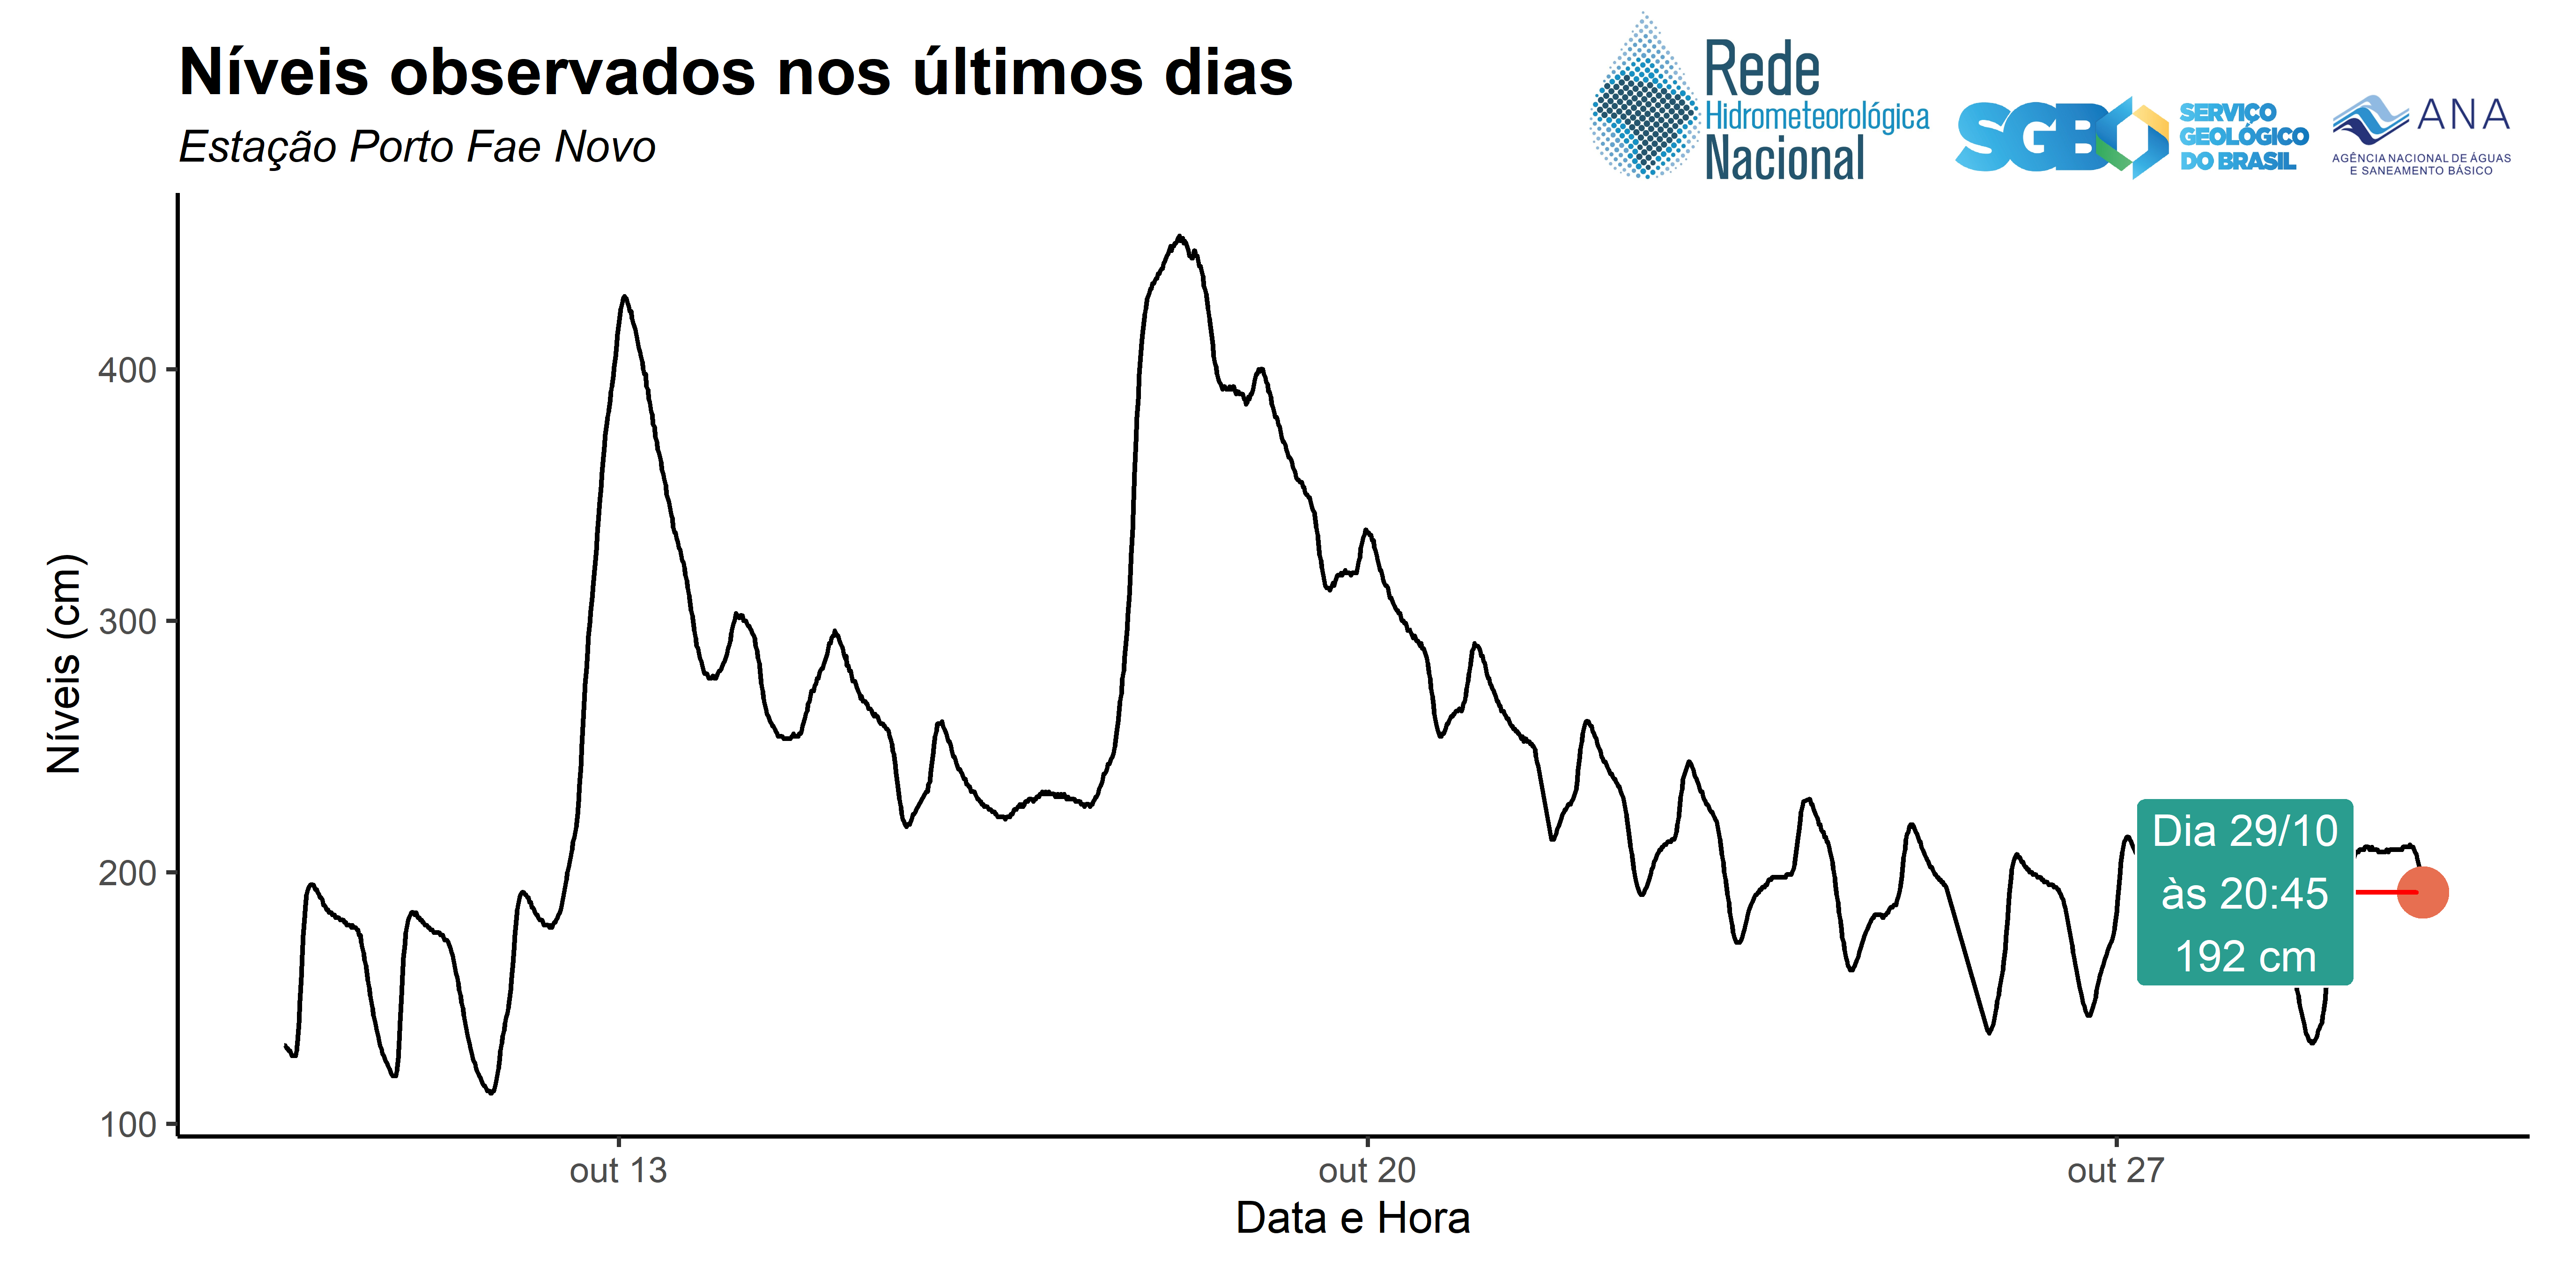 Níveis observados nos últimos dias
Estação Porto Fae Novo
Rede
Hidrometeorológica
Nacional
SGB
SERVIÇO
GEOLÓGICO
DO BRASIL
ANA
AGÊNCIA NACIONAL DE ÁGUAS
E SANEAMENTO BÁSICO
Níveis (cm)
400
300
200
100
Dia 29/10
às 20:45
192 cm
out 13
out 20
out 27
Data e Hora